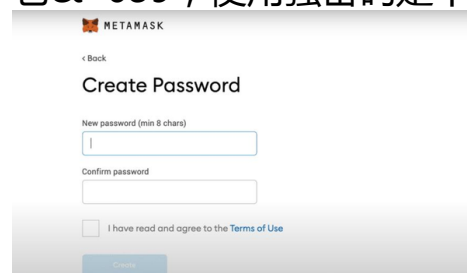 METAMASK
< Back
Create Password
New password (min 8 chars)
Confirm password
I have read and agree to the Terms of Use
Create